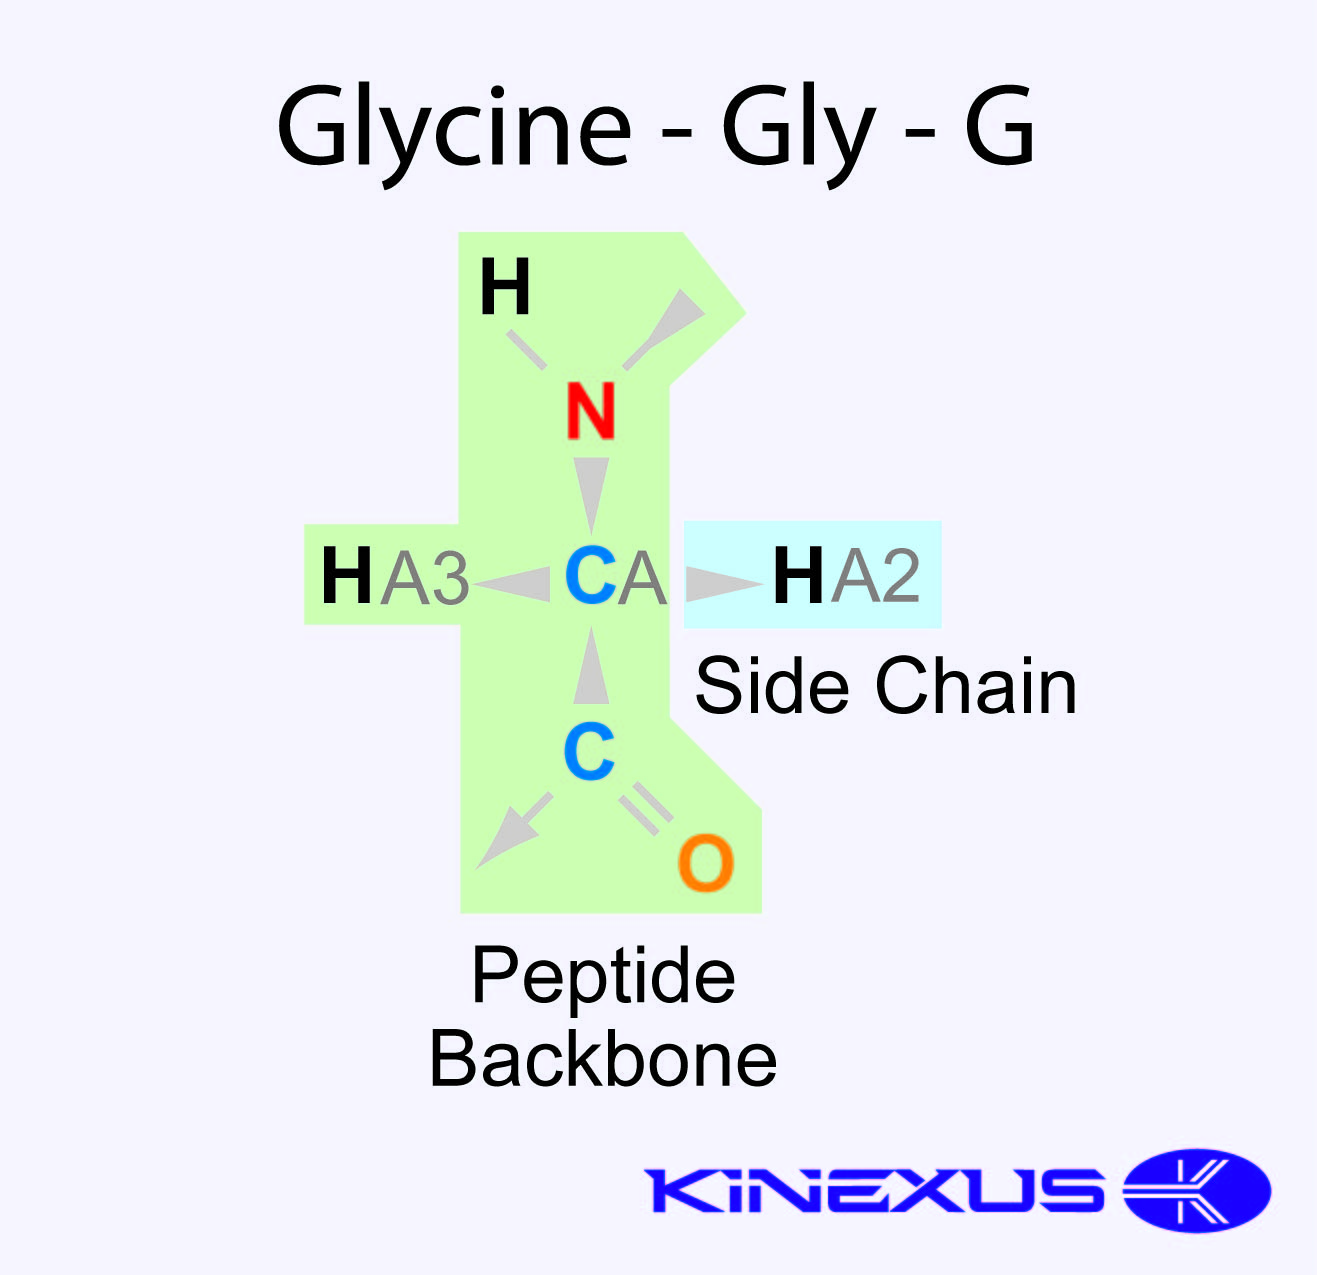 Glycine - Gly - G
H
N
HA3 CA HA2
Side Chain
C
O
Peptide
Backbone
KINEXUS